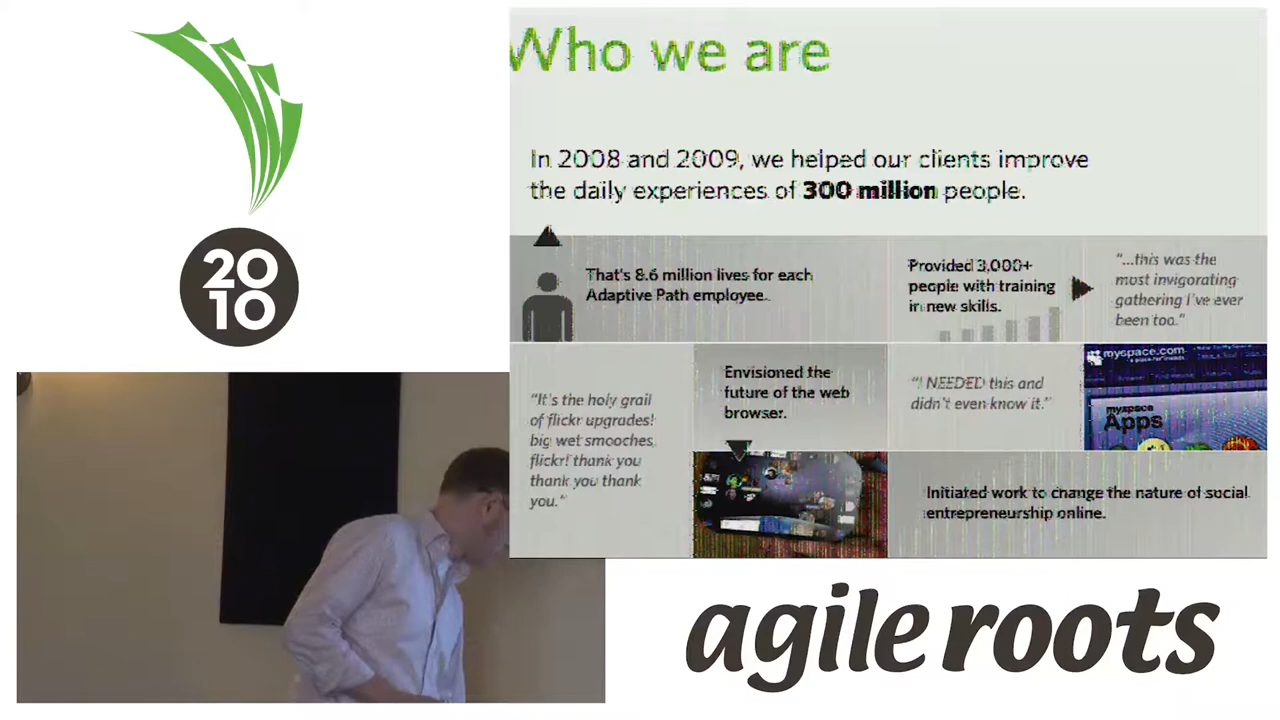 20
10
Who we are
In 2008 and 2009, we helped our clients improve
the daily experiences of 300 million people.
That's 8.6 million lives for each
Adaptive Path employee.
Provided 3,000+
people with training
in new skills.
"...this was the
most invigorating
gathering I've ever
been too."
"It's the holy grail
of flickr upgrades!
big wet smooches,
flickr! thank you
thank you thank
you."
Envisioned the
future of the web
browser.
"I NEEDED this and
didn't even know it."
myspace.com
myspace
Apps
Initiated work to change the nature of social
entrepreneurship online.
agile roots